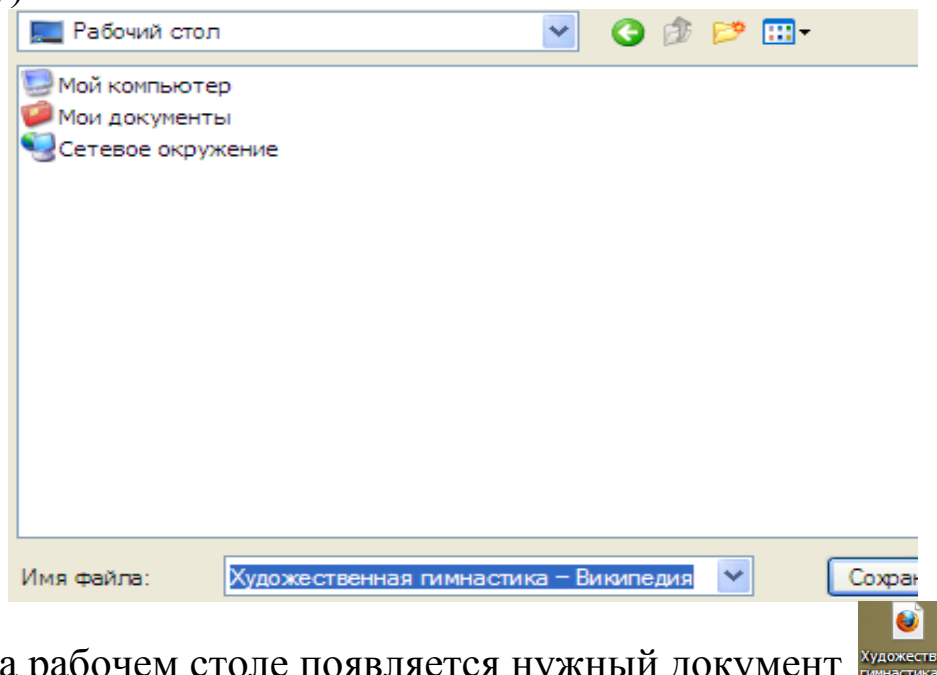 Рабочий стол
Мой компьютер
Мои документы
Сетевое окружение
Имя файла: Художественная гимнастика – Википедия Сохран
а рабочем столе появляется нужный документ
Художеств
гимнастика